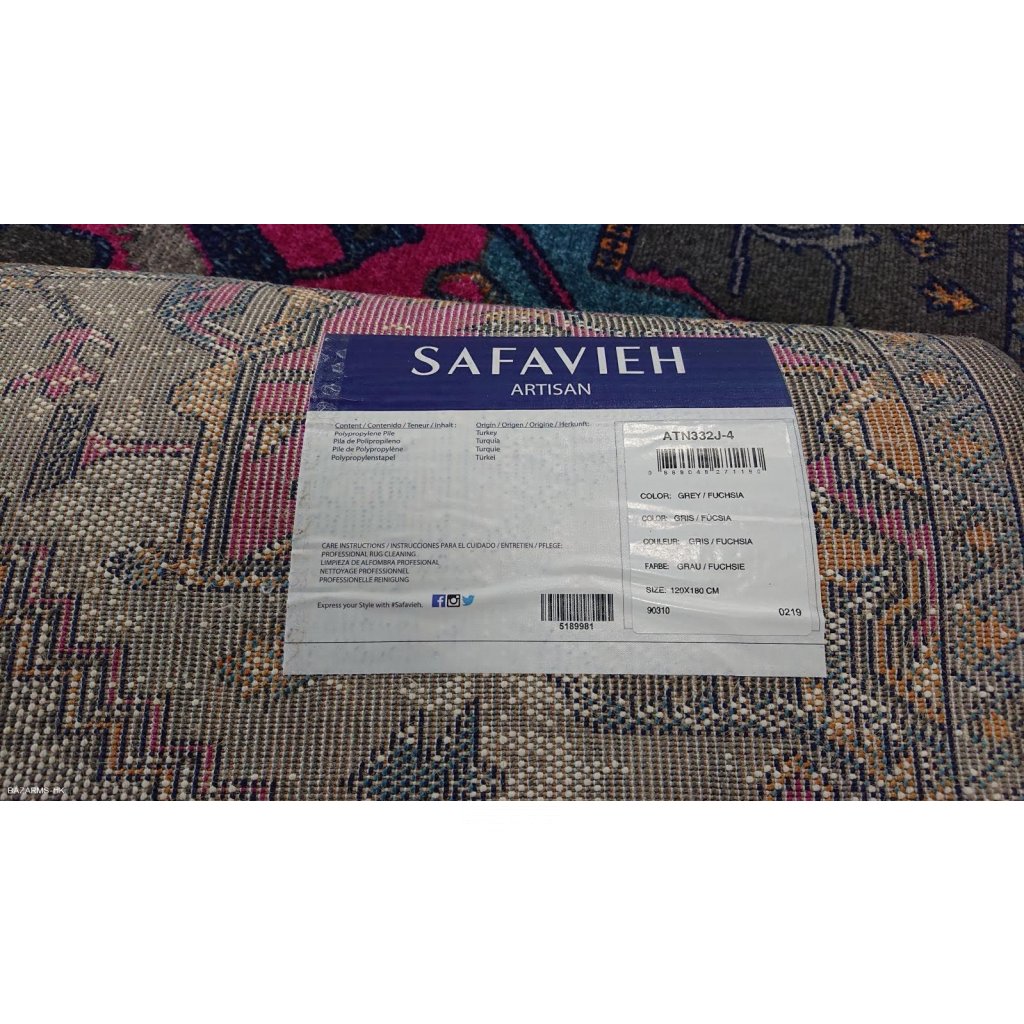 SAFAVIEH
ARTISAN
Content / Contenido / Teneur / Inhalt :
Polypropylene Pile
Pila de Polipropileno
Pile de Polypropylène
Polypropylenstapel
Origin / Origen / Origine / Herkunft:
Turkey
Turquia
Turquie
Türkei
ATN332J-4
COLOR: GREY / FUCHSIA
COLOR: GRIS / FUCSIA
COULEUR: GRIS / FUCHSIA
FARBE: GRAU / FUCHSIE
SIZE: 120X180 CM
90310 0219
CARE INSTRUCTIONS / INSTRUCCIONES PARA EL CUIDADO / ENTRETIEN / PFLEGE:
PROFESSIONAL RUG CLEANING
LIMPIEZA DE ALFOMBRA PROFESIONAL
NETTOYAGE PROFESSIONNEL
PROFESSIONELLE REINIGUNG
Express your Style with #Safavieh.
5189981